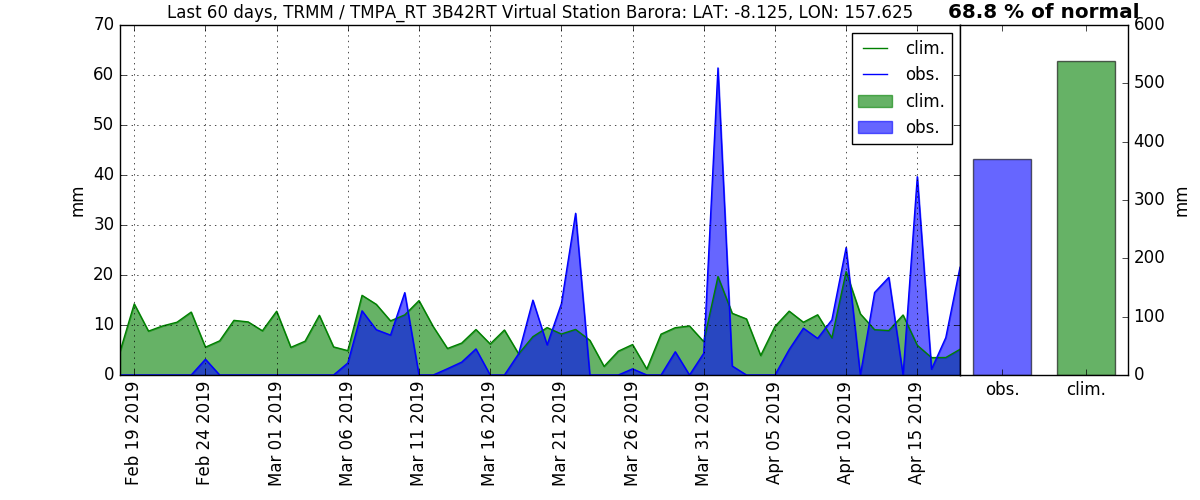 Last 60 days, TRMM / TMPA_RT 3B42RT Virtual Station Barora: LAT: -8.125, LON: 157.625
68.8 % of normal
70
60
50
40
30
20
10
0
mm
clim.
obs.
clim.
obs.
Feb 19 2019
Feb 24 2019
Mar 01 2019
Mar 06 2019
Mar 11 2019
Mar 16 2019
Mar 21 2019
Mar 26 2019
Mar 31 2019
Apr 05 2019
Apr 10 2019
Apr 15 2019
600
500
400
300
200
100
0
mm
obs.
clim.